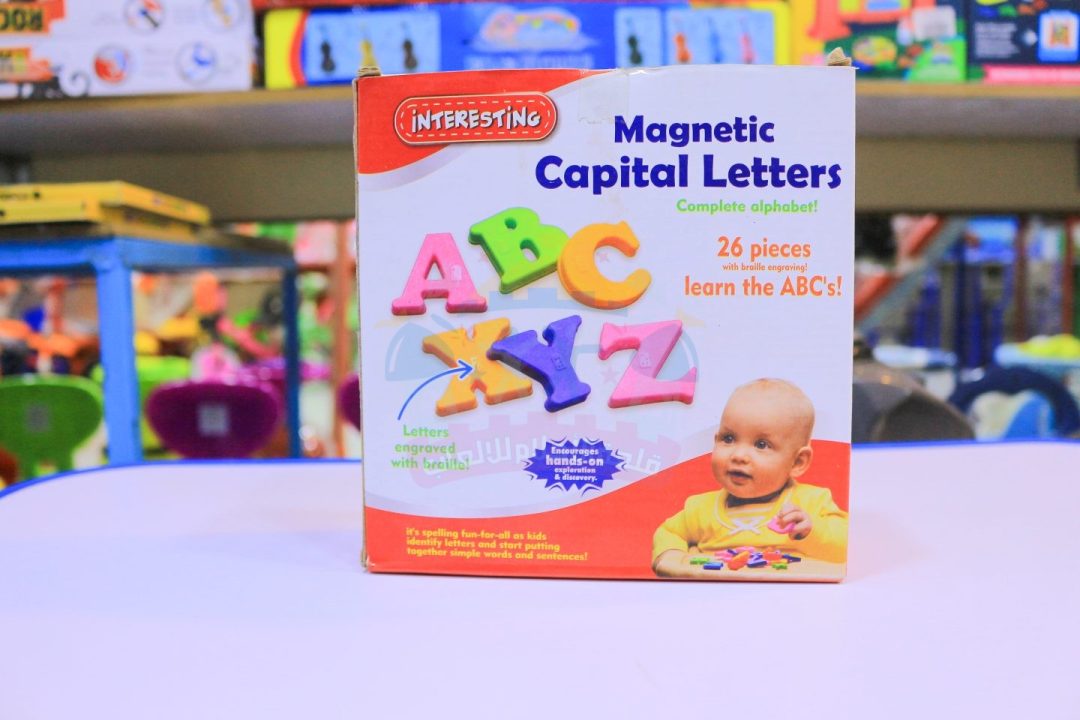 INTERESTING
Magnetic
Capital Letters
Complete alphabet!
26 pieces
with braille engraving!
learn the ABC's!
A B C
X Y Z
Letters
engraved
with braille!
Encourages
hands-on
exploration
& discovery.
it's spelling fun-for-all as kids
identify letters and start putting
together simple words and sentences!